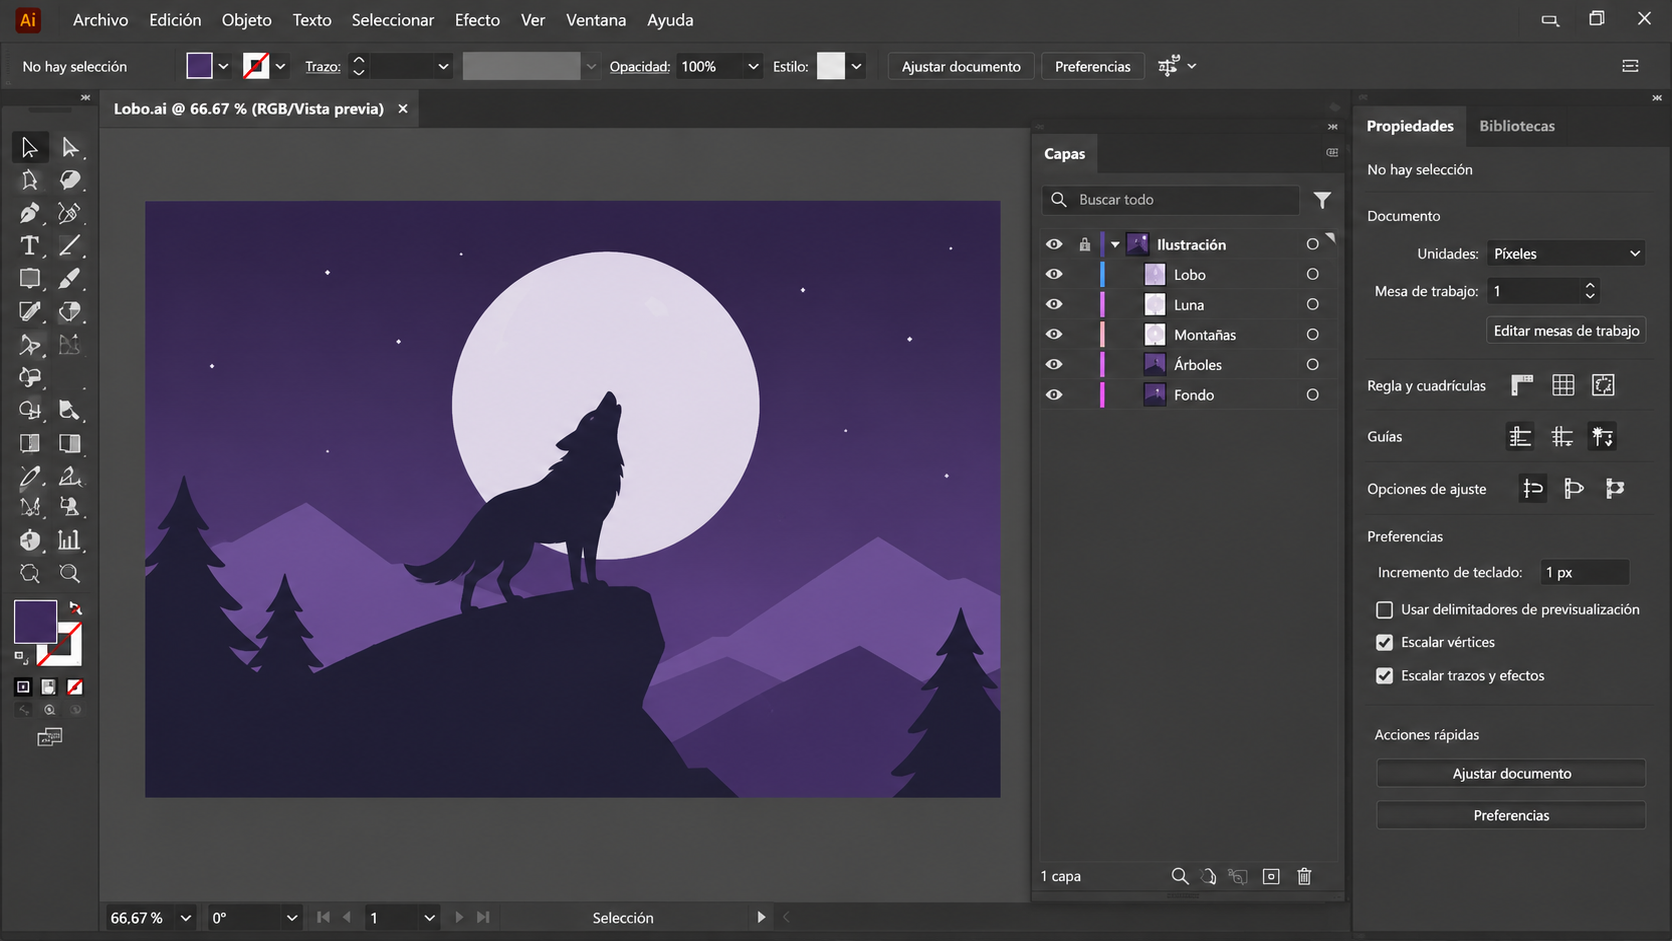 Ai Archivo Edición Objeto Texto Seleccionar Efecto Ver Ventana Ayuda
No hay selección Trazo: Opacidad: 100% Estilo: Ajustar documento Preferencias
Lobo.ai @ 66.67 % (RGB/Vista previa) ×
Capas
Buscar todo
Ilustración
Lobo
Luna
Montañas
Árboles
Fondo
1 capa
Propiedades Bibliotecas
No hay selección
Documento
Unidades: Píxeles
Mesa de trabajo: 1
Editar mesas de trabajo
Regla y cuadrículas
Guías
Opciones de ajuste
Preferencias
Incremento de teclado: 1 px
Usar delimitadores de previsualización
Escalar vértices
Escalar trazos y efectos
Acciones rápidas
Ajustar documento
Preferencias
66,67 % 0° 1 Selección